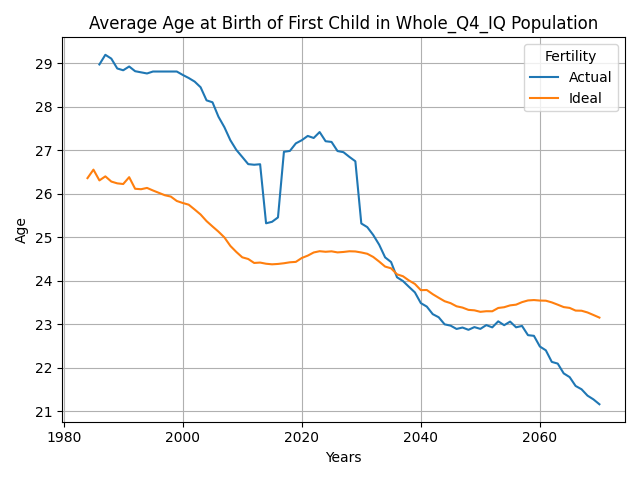 Average Age at Birth of First Child in Whole_Q4_IQ Population
Fertility
Actual
Ideal
29
28
27
26
25
24
23
22
21
Age
1980
2000
2020
2040
2060
Years